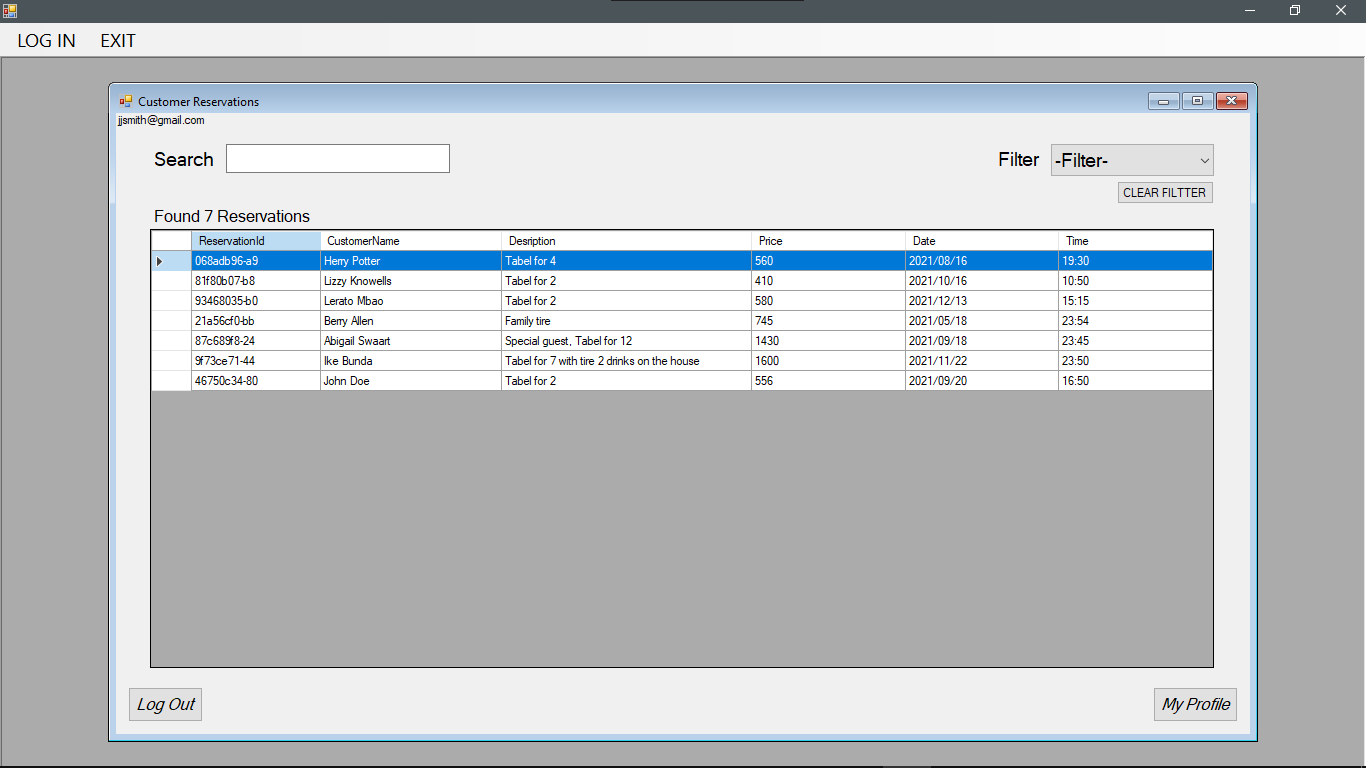 LOG IN EXIT
Customer Reservations
jjsmith@gmail.com
Search Filter -Filter-
CLEAR FILTTER
Found 7 Reservations
ReservationId CustomerName Desription Price Date Time
068adb96-a9 Herry Potter Tabel for 4 560 2021/08/16 19:30
81f80b07-b8 Lizzy Knowells Tabel for 2 410 2021/10/16 10:50
93468035-b0 Lerato Mbao Tabel for 2 580 2021/12/13 15:15
21a56cf0-bb Berry Allen Family tire 745 2021/05/18 23:54
87c689f8-24 Abigail Swaart Special guest, Tabel for 12 1430 2021/09/18 23:45
9f73ce71-44 Ike Bunda Tabel for 7 with tire 2 drinks on the house 1600 2021/11/22 23:50
46750c34-80 John Doe Tabel for 2 556 2021/09/20 16:50
Log Out My Profile